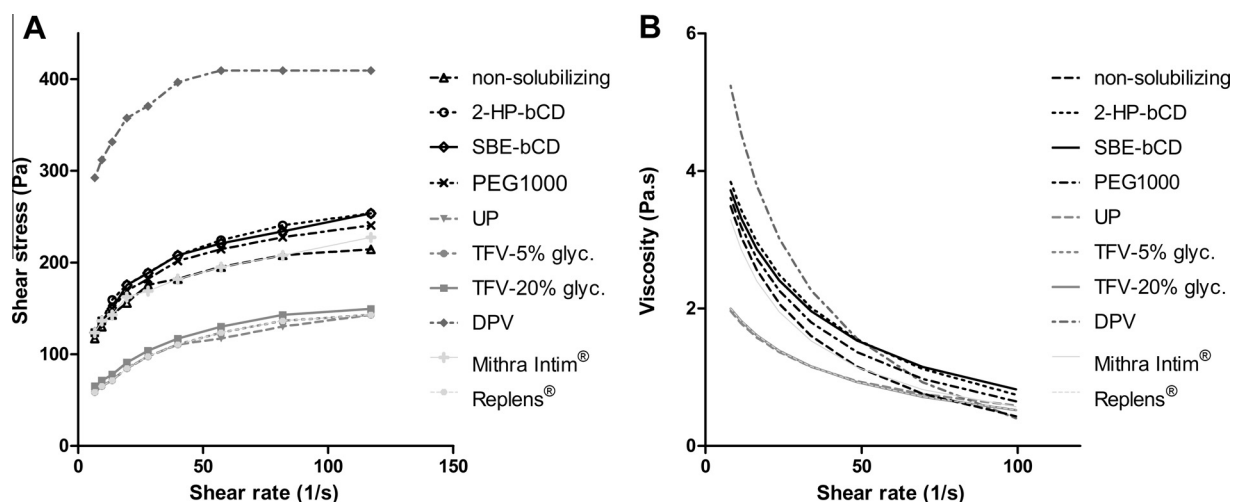 A
Shear stress (Pa)
400
300
200
100
0
0 50 100 150
Shear rate (1/s)
non-solubilizing
2-HP-bCD
SBE-bCD
PEG1000
UP
TFV-5% glyc.
TFV-20% glyc.
DPV
Mithra Intim®
Replens®
B
Viscosity (Pa.s)
6
4
2
0
0 50 100
Shear rate (1/s)
non-solubilizing
2-HP-bCD
SBE-bCD
PEG1000
UP
TFV-5% glyc.
TFV-20% glyc.
DPV
Mithra Intim®
Replens®